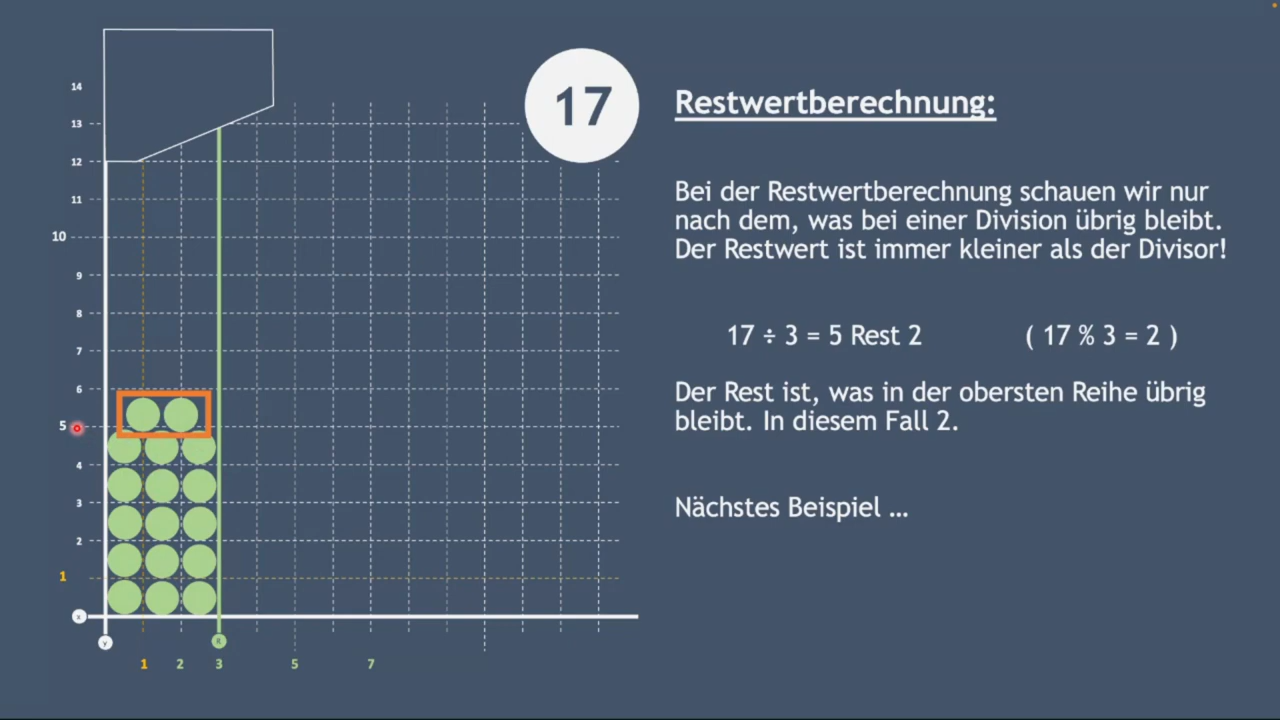 17
Restwertberechnung:
Bei der Restwertberechnung schauen wir nur
nach dem, was bei einer Division übrig bleibt.
Der Restwert ist immer kleiner als der Divisor!
17 ÷ 3 = 5 Rest 2 ( 17 % 3 = 2 )
Der Rest ist, was in der obersten Reihe übrig
bleibt. In diesem Fall 2.
Nächstes Beispiel ...
14
13
12
11
10
9
8
7
6
5
4
3
2
1
X
Y
1 2 3 5 7